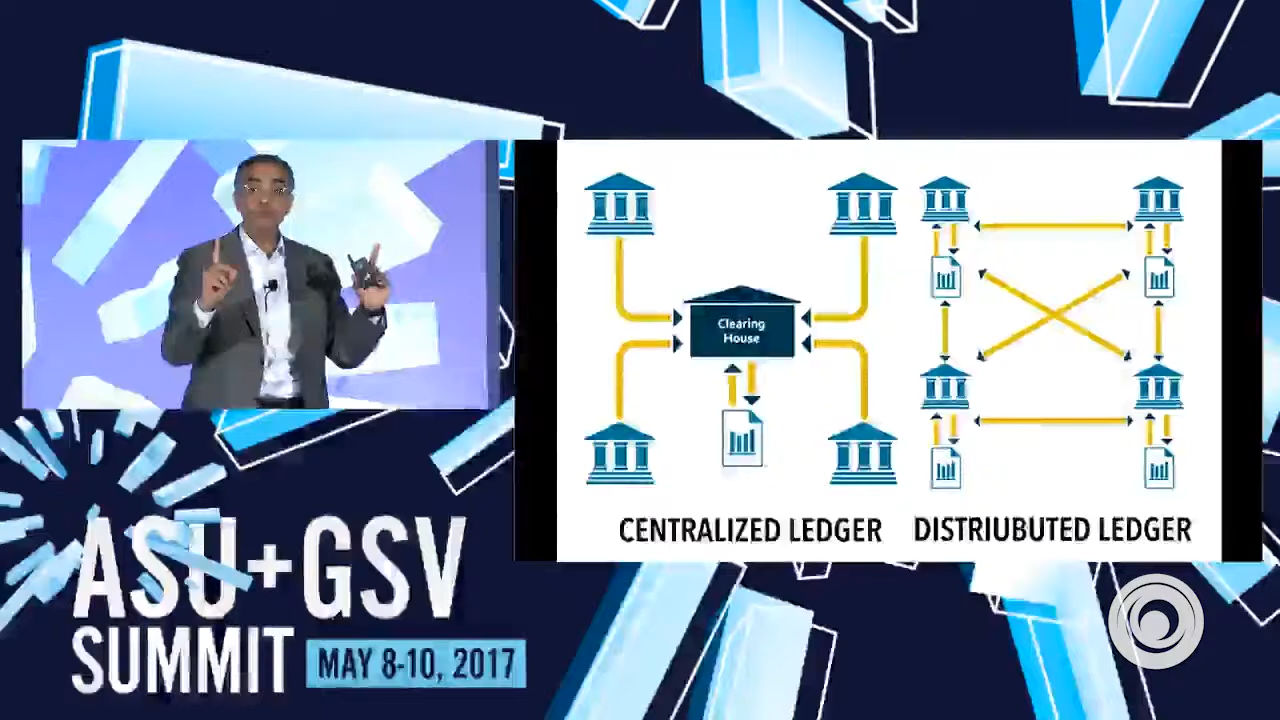 Clearing
House
CENTRALIZED LEDGER
DISTRIUBUTED LEDGER
ASU+GSV
SUMMIT
MAY 8-10, 2017